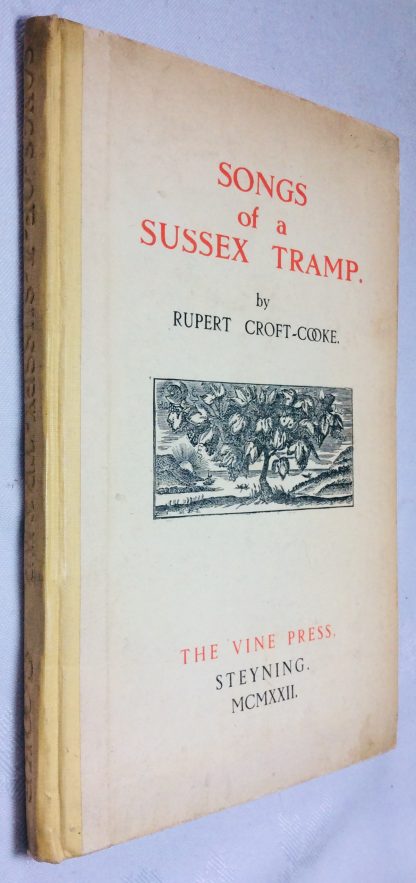 SONGS
of a
SUSSEX TRAMP.
by
RUPERT CROFT-COOKE.
THE VINE PRESS.
STEYNING.
MCMXXII.